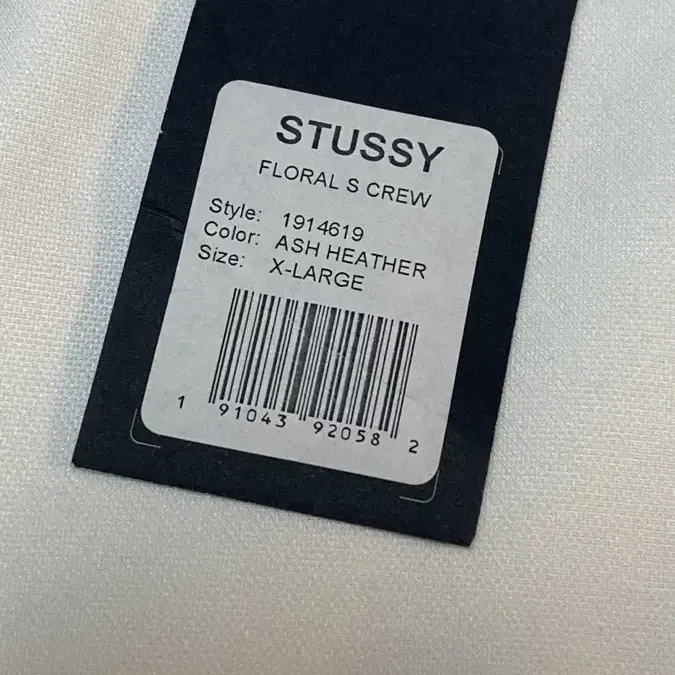 STUSSY
FLORAL S CREW
Style: 1914619
Color: ASH HEATHER
Size: X-LARGE
1 91043 92058 2